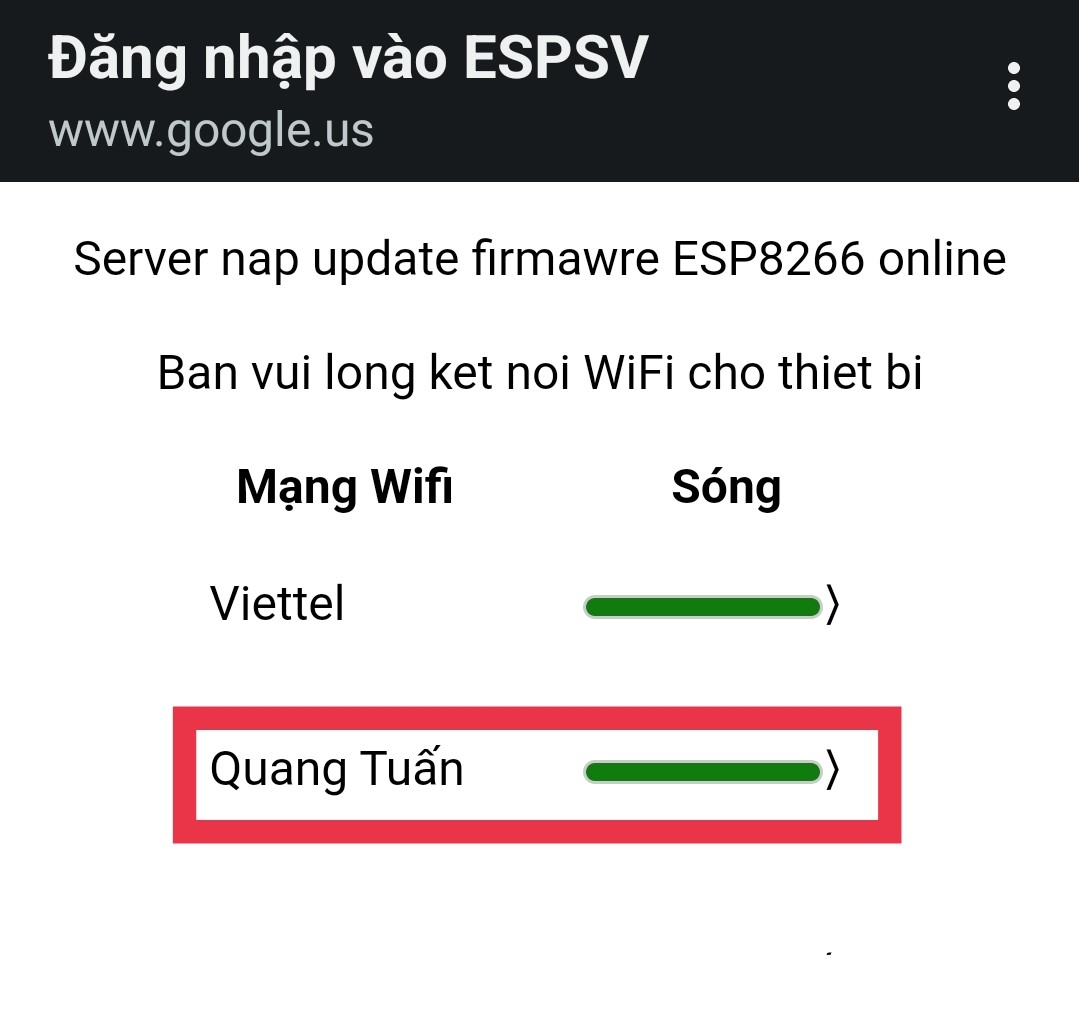 Đăng nhập vào ESPSV
www.google.us
Server nap update firmawre ESP8266 online
Ban vui long ket noi WiFi cho thiet bi
Mạng Wifi Sóng
Viettel
Quang Tuấn